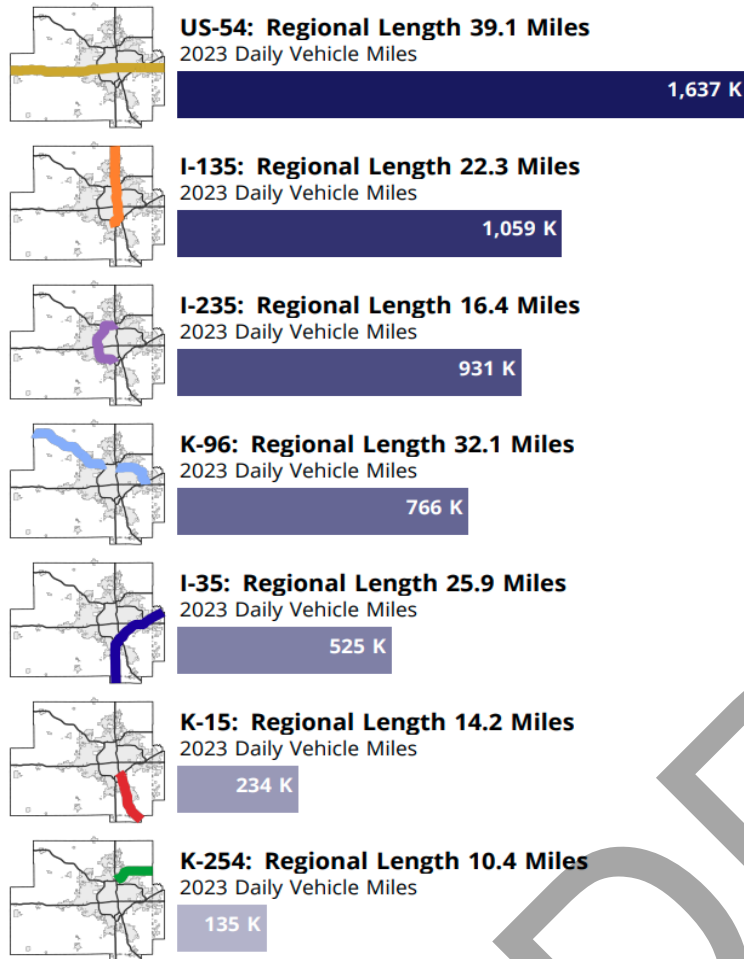 US-54: Regional Length 39.1 Miles
2023 Daily Vehicle Miles
1,637 K
I-135: Regional Length 22.3 Miles
2023 Daily Vehicle Miles
1,059 K
I-235: Regional Length 16.4 Miles
2023 Daily Vehicle Miles
931 K
K-96: Regional Length 32.1 Miles
2023 Daily Vehicle Miles
766 K
I-35: Regional Length 25.9 Miles
2023 Daily Vehicle Miles
525 K
K-15: Regional Length 14.2 Miles
2023 Daily Vehicle Miles
234 K
K-254: Regional Length 10.4 Miles
2023 Daily Vehicle Miles
135 K